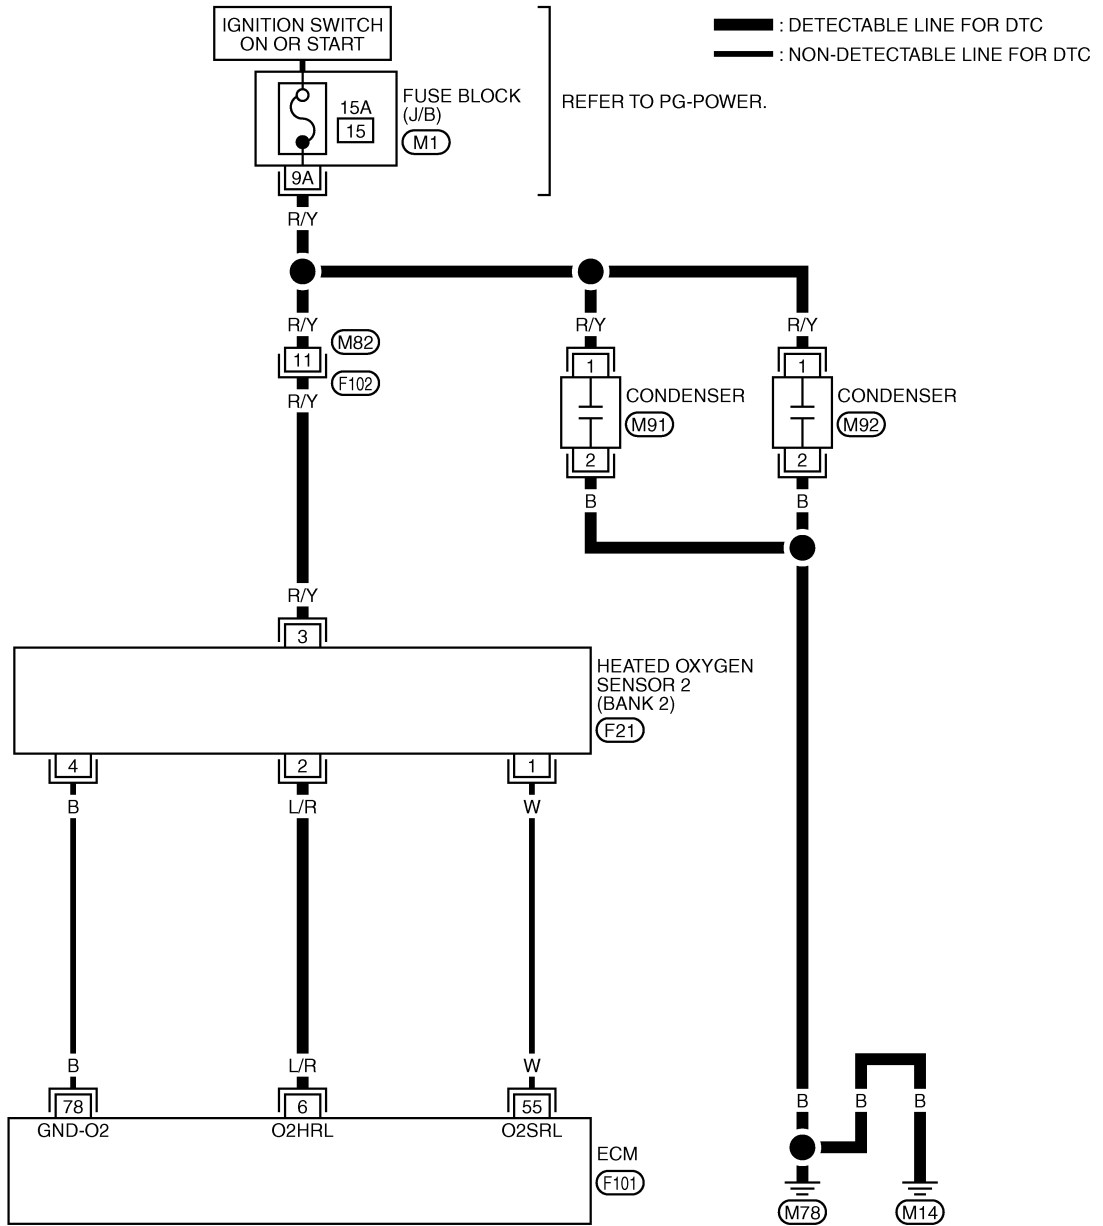 IGNITION SWITCH
ON OR START
: DETECTABLE LINE FOR DTC
: NON-DETECTABLE LINE FOR DTC
15A
15
FUSE BLOCK
(J/B)
M1
REFER TO PG-POWER.
9A
R/Y
R/Y
R/Y
R/Y
M82
11
F102
R/Y
1
1
CONDENSER
M91
CONDENSER
M92
2
2
B
B
R/Y
3
HEATED OXYGEN
SENSOR 2
(BANK 2)
F21
4
2
1
B
L/R
W
B
L/R
W
78
6
55
GND-O2
O2HRL
O2SRL
ECM
F101
B
B
B
M78
M14